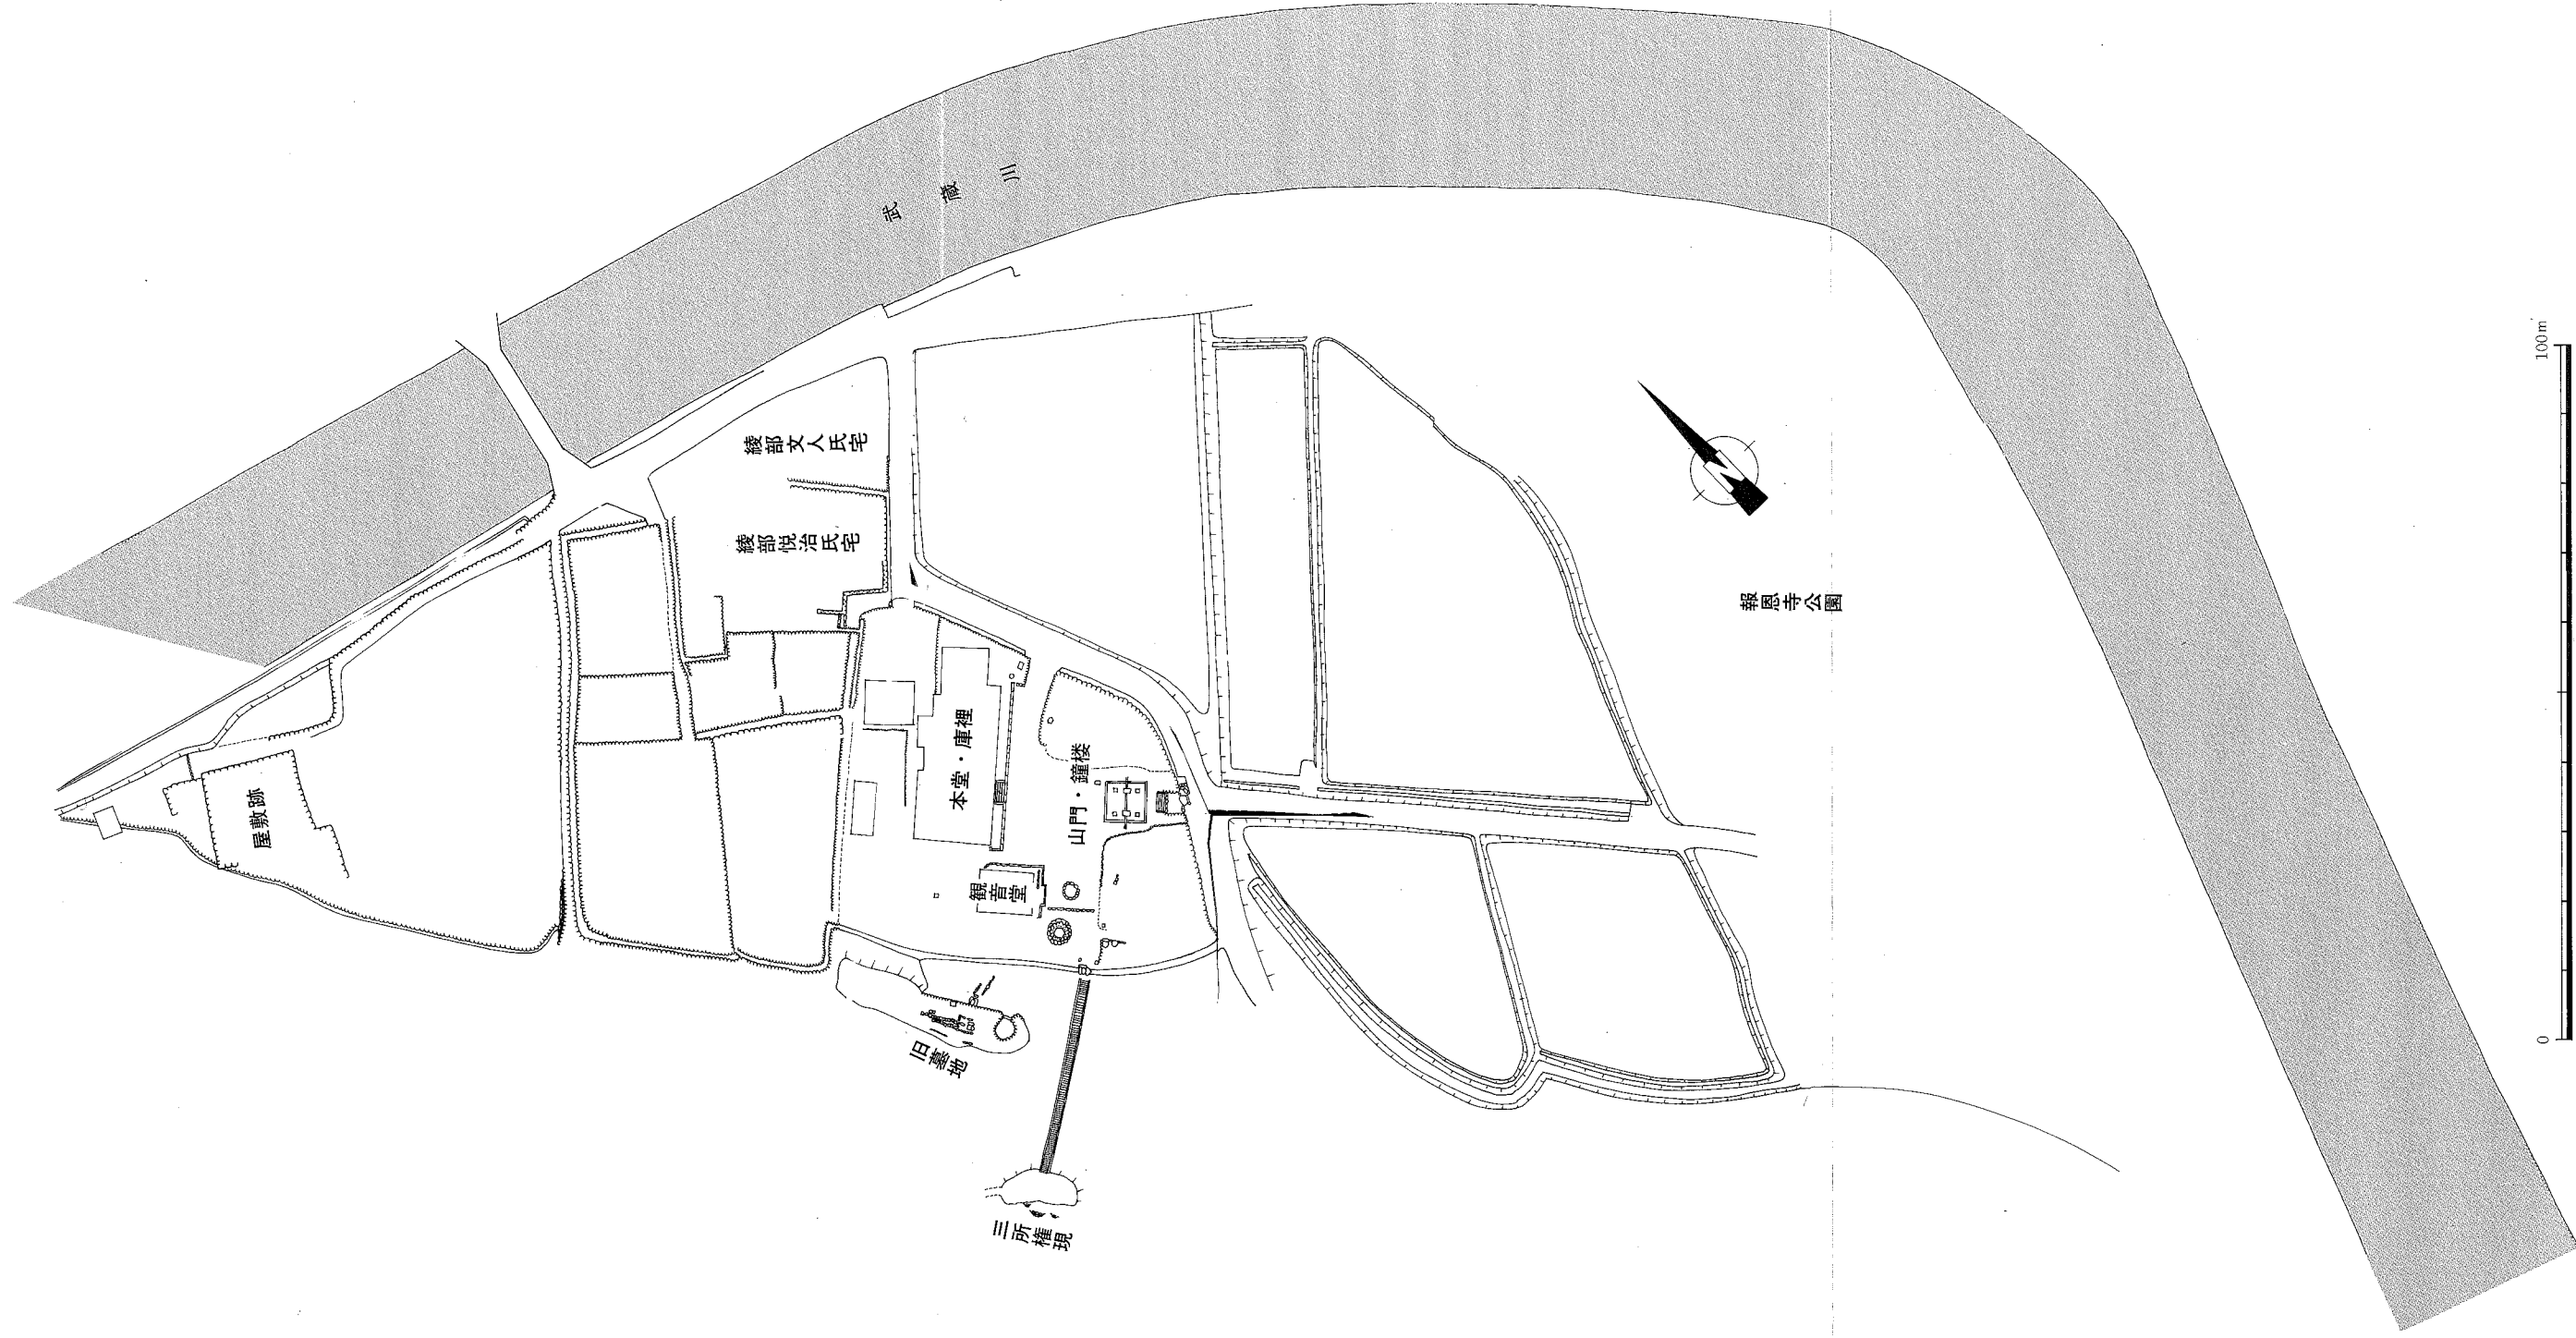 武蔵川
綾部文人氏宅
綾部悦治氏宅
屋敷跡
本堂・庫裡
山門・鐘楼
観音堂
旧墓地
三所権現
報恩寺公園
N
0
100m